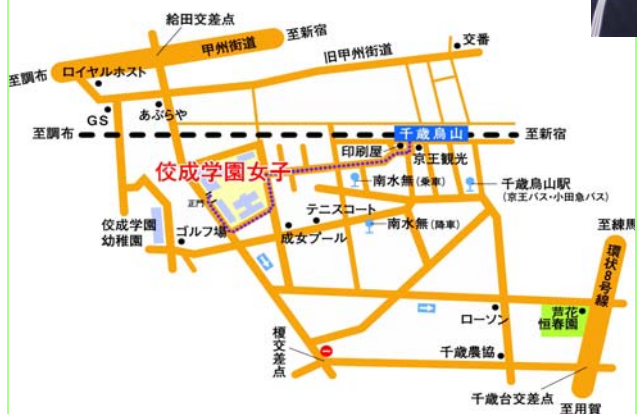 給田交差点
甲州街道
至新宿
旧甲州街道
交番
至調布
ロイヤルホスト
GS
あぶらや
至調布
千歳烏山
至新宿
印刷屋
京王観光
佼成学園女子
正門
南水無(乗車)
千歳烏山駅
(京王バス・小田急バス)
佼成学園
幼稚園
ゴルフ場
テニスコート
成女プール
南水無(降車)
至練馬
環状8号線
ローソン
芦花
恒春園
榎交差点
千歳農協
千歳台交差点
至用賀